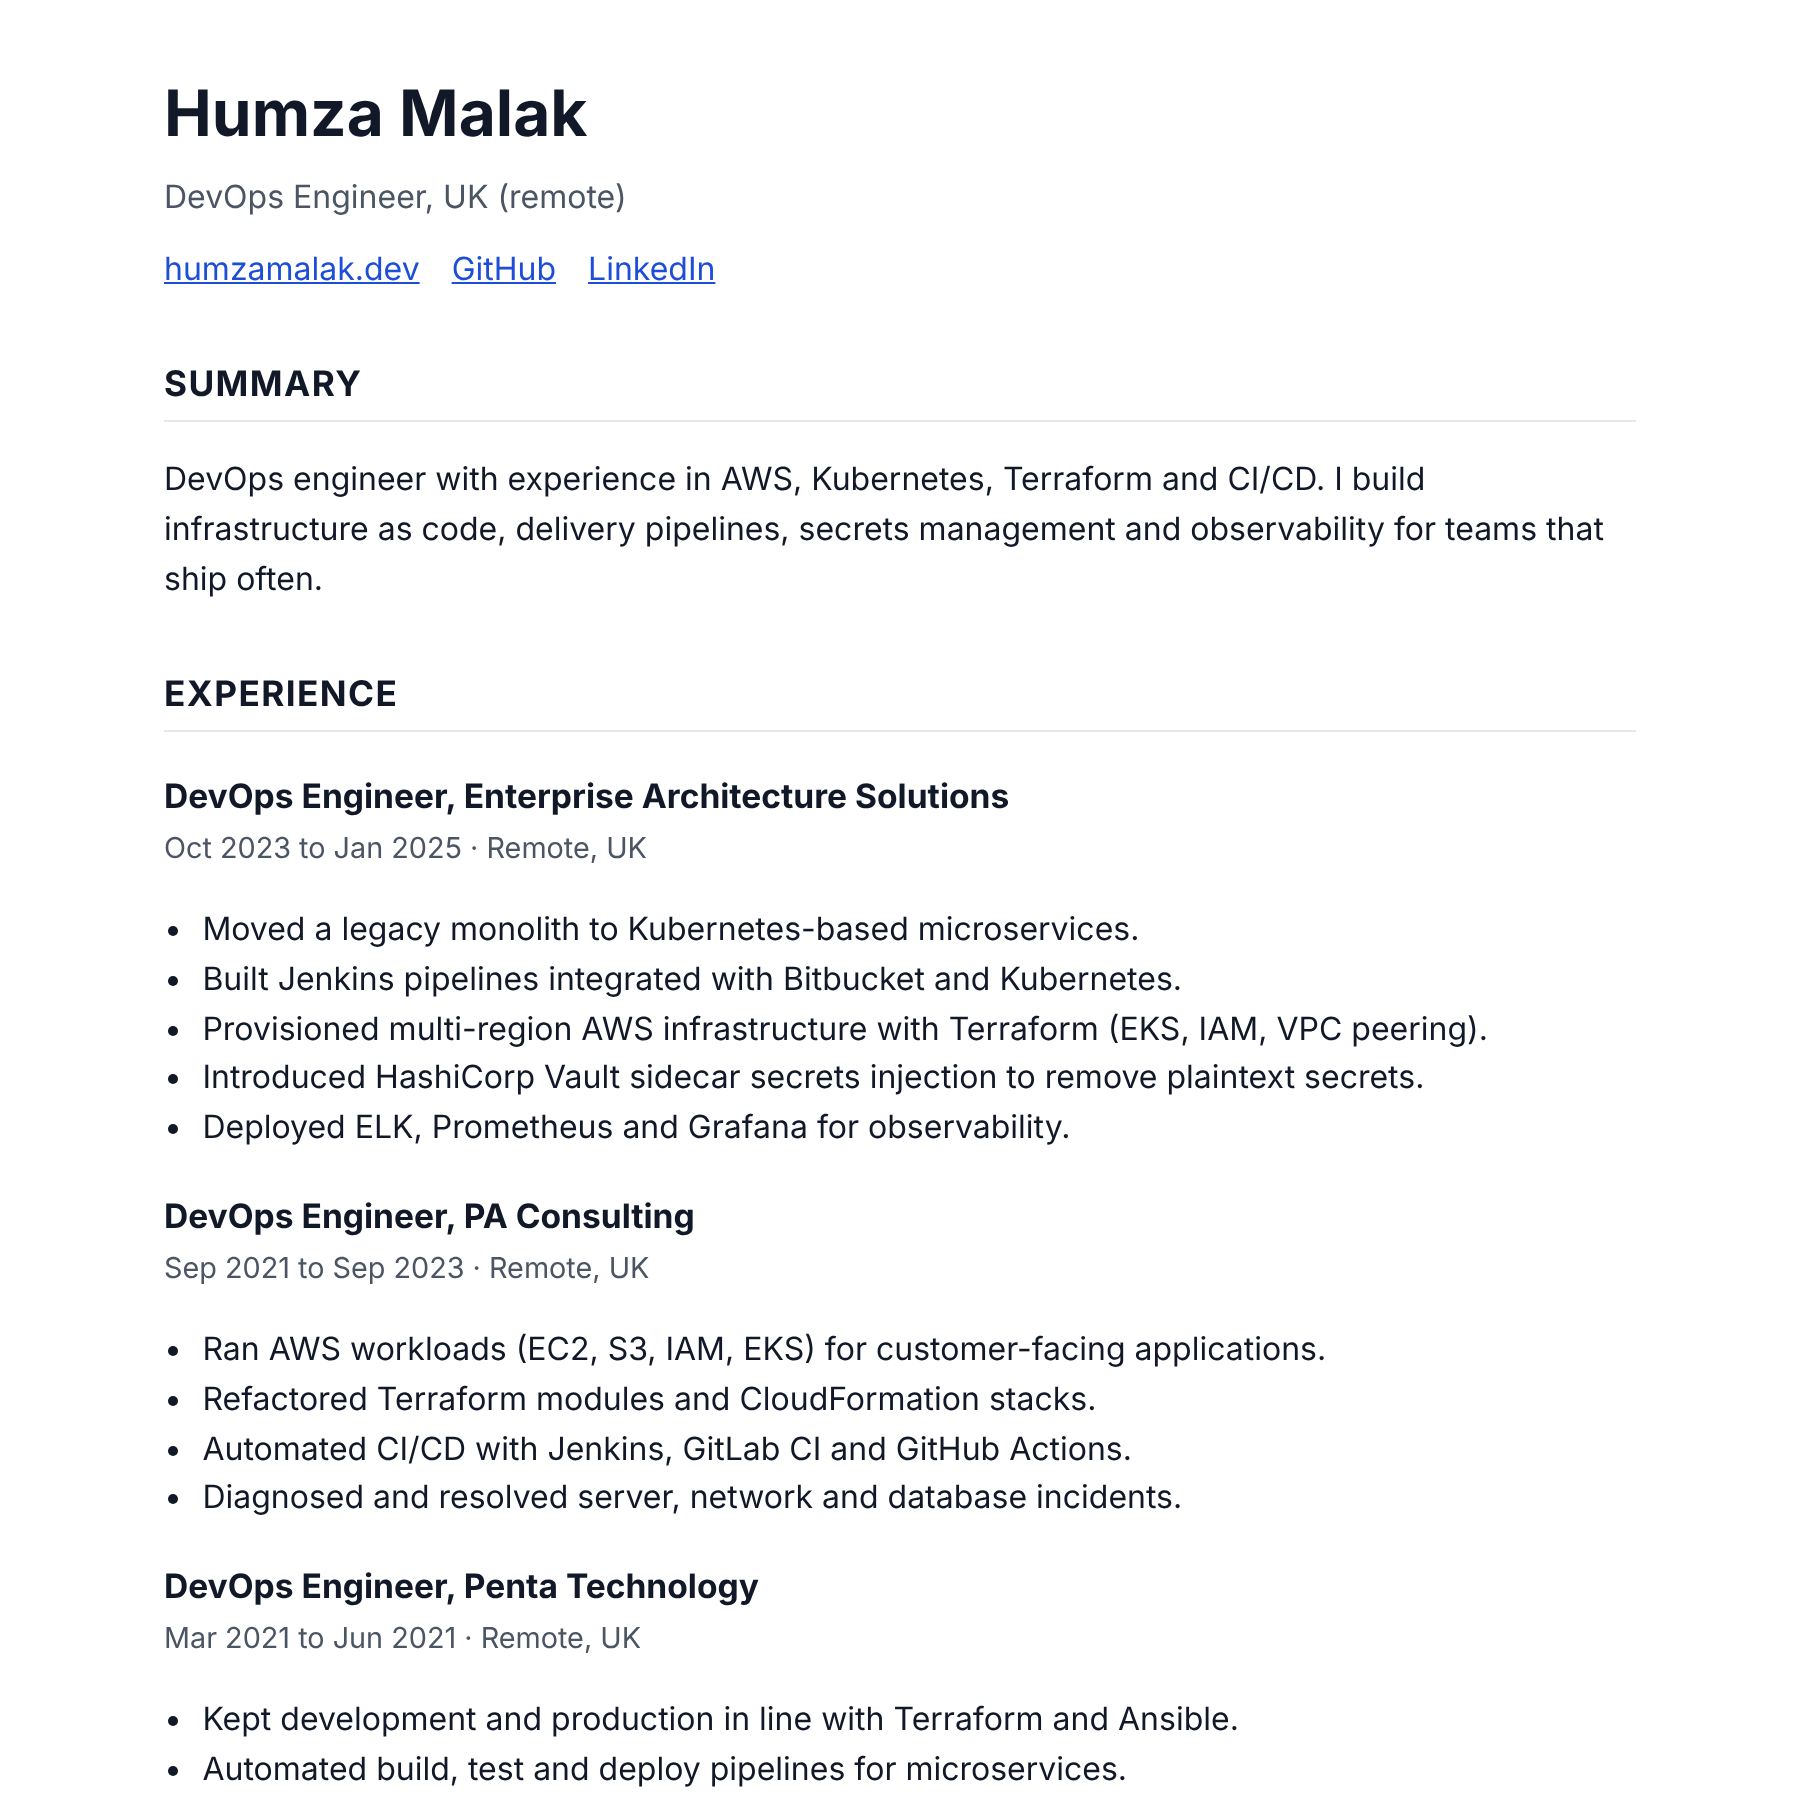 Humza Malak
DevOps Engineer, UK (remote)
humzamalak.dev GitHub LinkedIn
SUMMARY
DevOps engineer with experience in AWS, Kubernetes, Terraform and CI/CD. I build
infrastructure as code, delivery pipelines, secrets management and observability for teams that
ship often.
EXPERIENCE
DevOps Engineer, Enterprise Architecture Solutions
Oct 2023 to Jan 2025 · Remote, UK
• Moved a legacy monolith to Kubernetes-based microservices.
• Built Jenkins pipelines integrated with Bitbucket and Kubernetes.
• Provisioned multi-region AWS infrastructure with Terraform (EKS, IAM, VPC peering).
• Introduced HashiCorp Vault sidecar secrets injection to remove plaintext secrets.
• Deployed ELK, Prometheus and Grafana for observability.
DevOps Engineer, PA Consulting
Sep 2021 to Sep 2023 · Remote, UK
• Ran AWS workloads (EC2, S3, IAM, EKS) for customer-facing applications.
• Refactored Terraform modules and CloudFormation stacks.
• Automated CI/CD with Jenkins, GitLab CI and GitHub Actions.
• Diagnosed and resolved server, network and database incidents.
DevOps Engineer, Penta Technology
Mar 2021 to Jun 2021 · Remote, UK
• Kept development and production in line with Terraform and Ansible.
• Automated build, test and deploy pipelines for microservices.